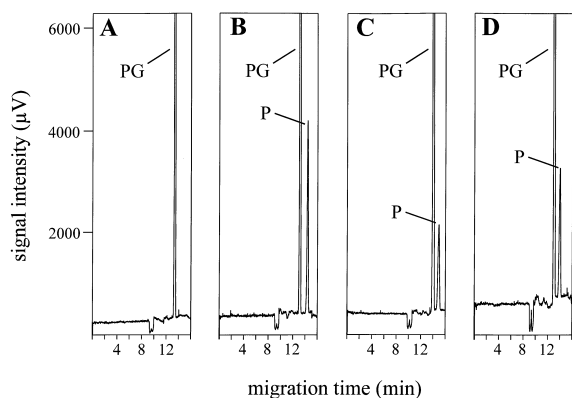 A B C D
6000
PG PG PG PG
P
P
P
4000
2000
signal intensity (µV)
4 8 12 4 8 12 4 8 12 4 8 12
migration time (min)